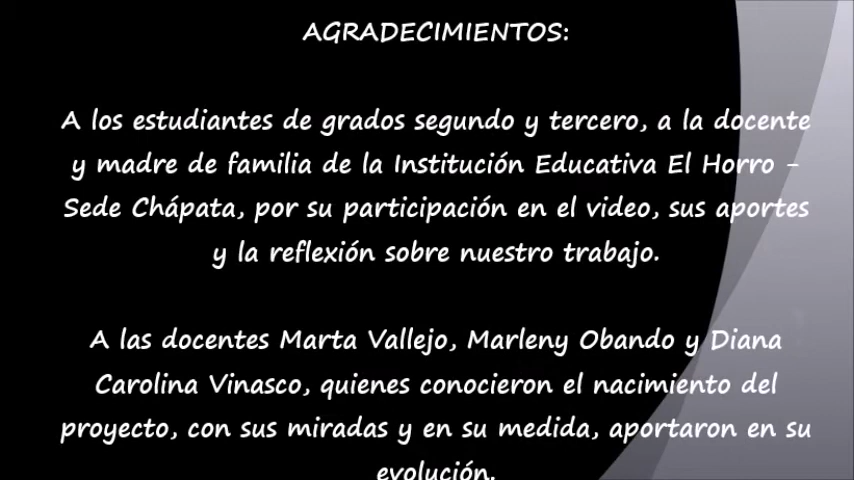 AGRADECIMIENTOS:
A los estudiantes de grados segundo y tercero, a la docente
y madre de familia de la Institución Educativa El Horro -
Sede Chápata, por su participación en el video, sus aportes
y la reflexión sobre nuestro trabajo.
A las docentes Marta Vallejo, Marleny Obando y Diana
Carolina Vinasco, quienes conocieron el nacimiento del
proyecto, con sus miradas y en su medida, aportaron en su
evolución.